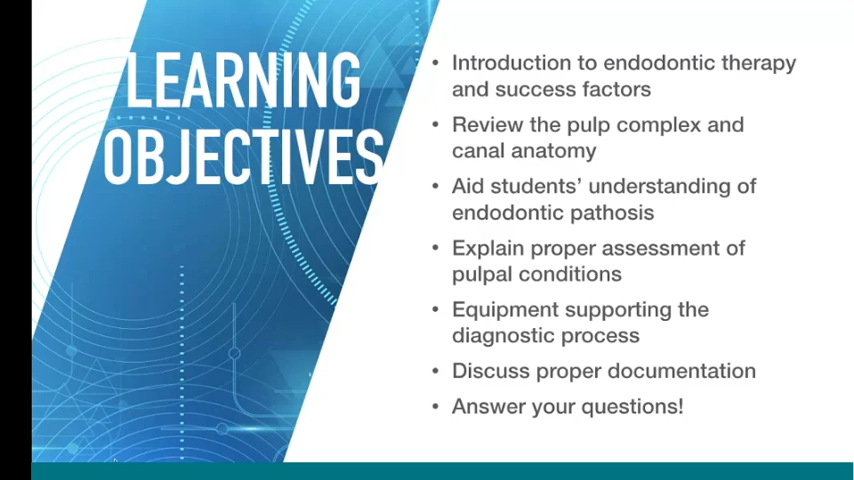 LEARNING
OBJECTIVES
• Introduction to endodontic therapy
and success factors
• Review the pulp complex and
canal anatomy
• Aid students’ understanding of
endodontic pathosis
• Explain proper assessment of
pulpal conditions
• Equipment supporting the
diagnostic process
• Discuss proper documentation
• Answer your questions!